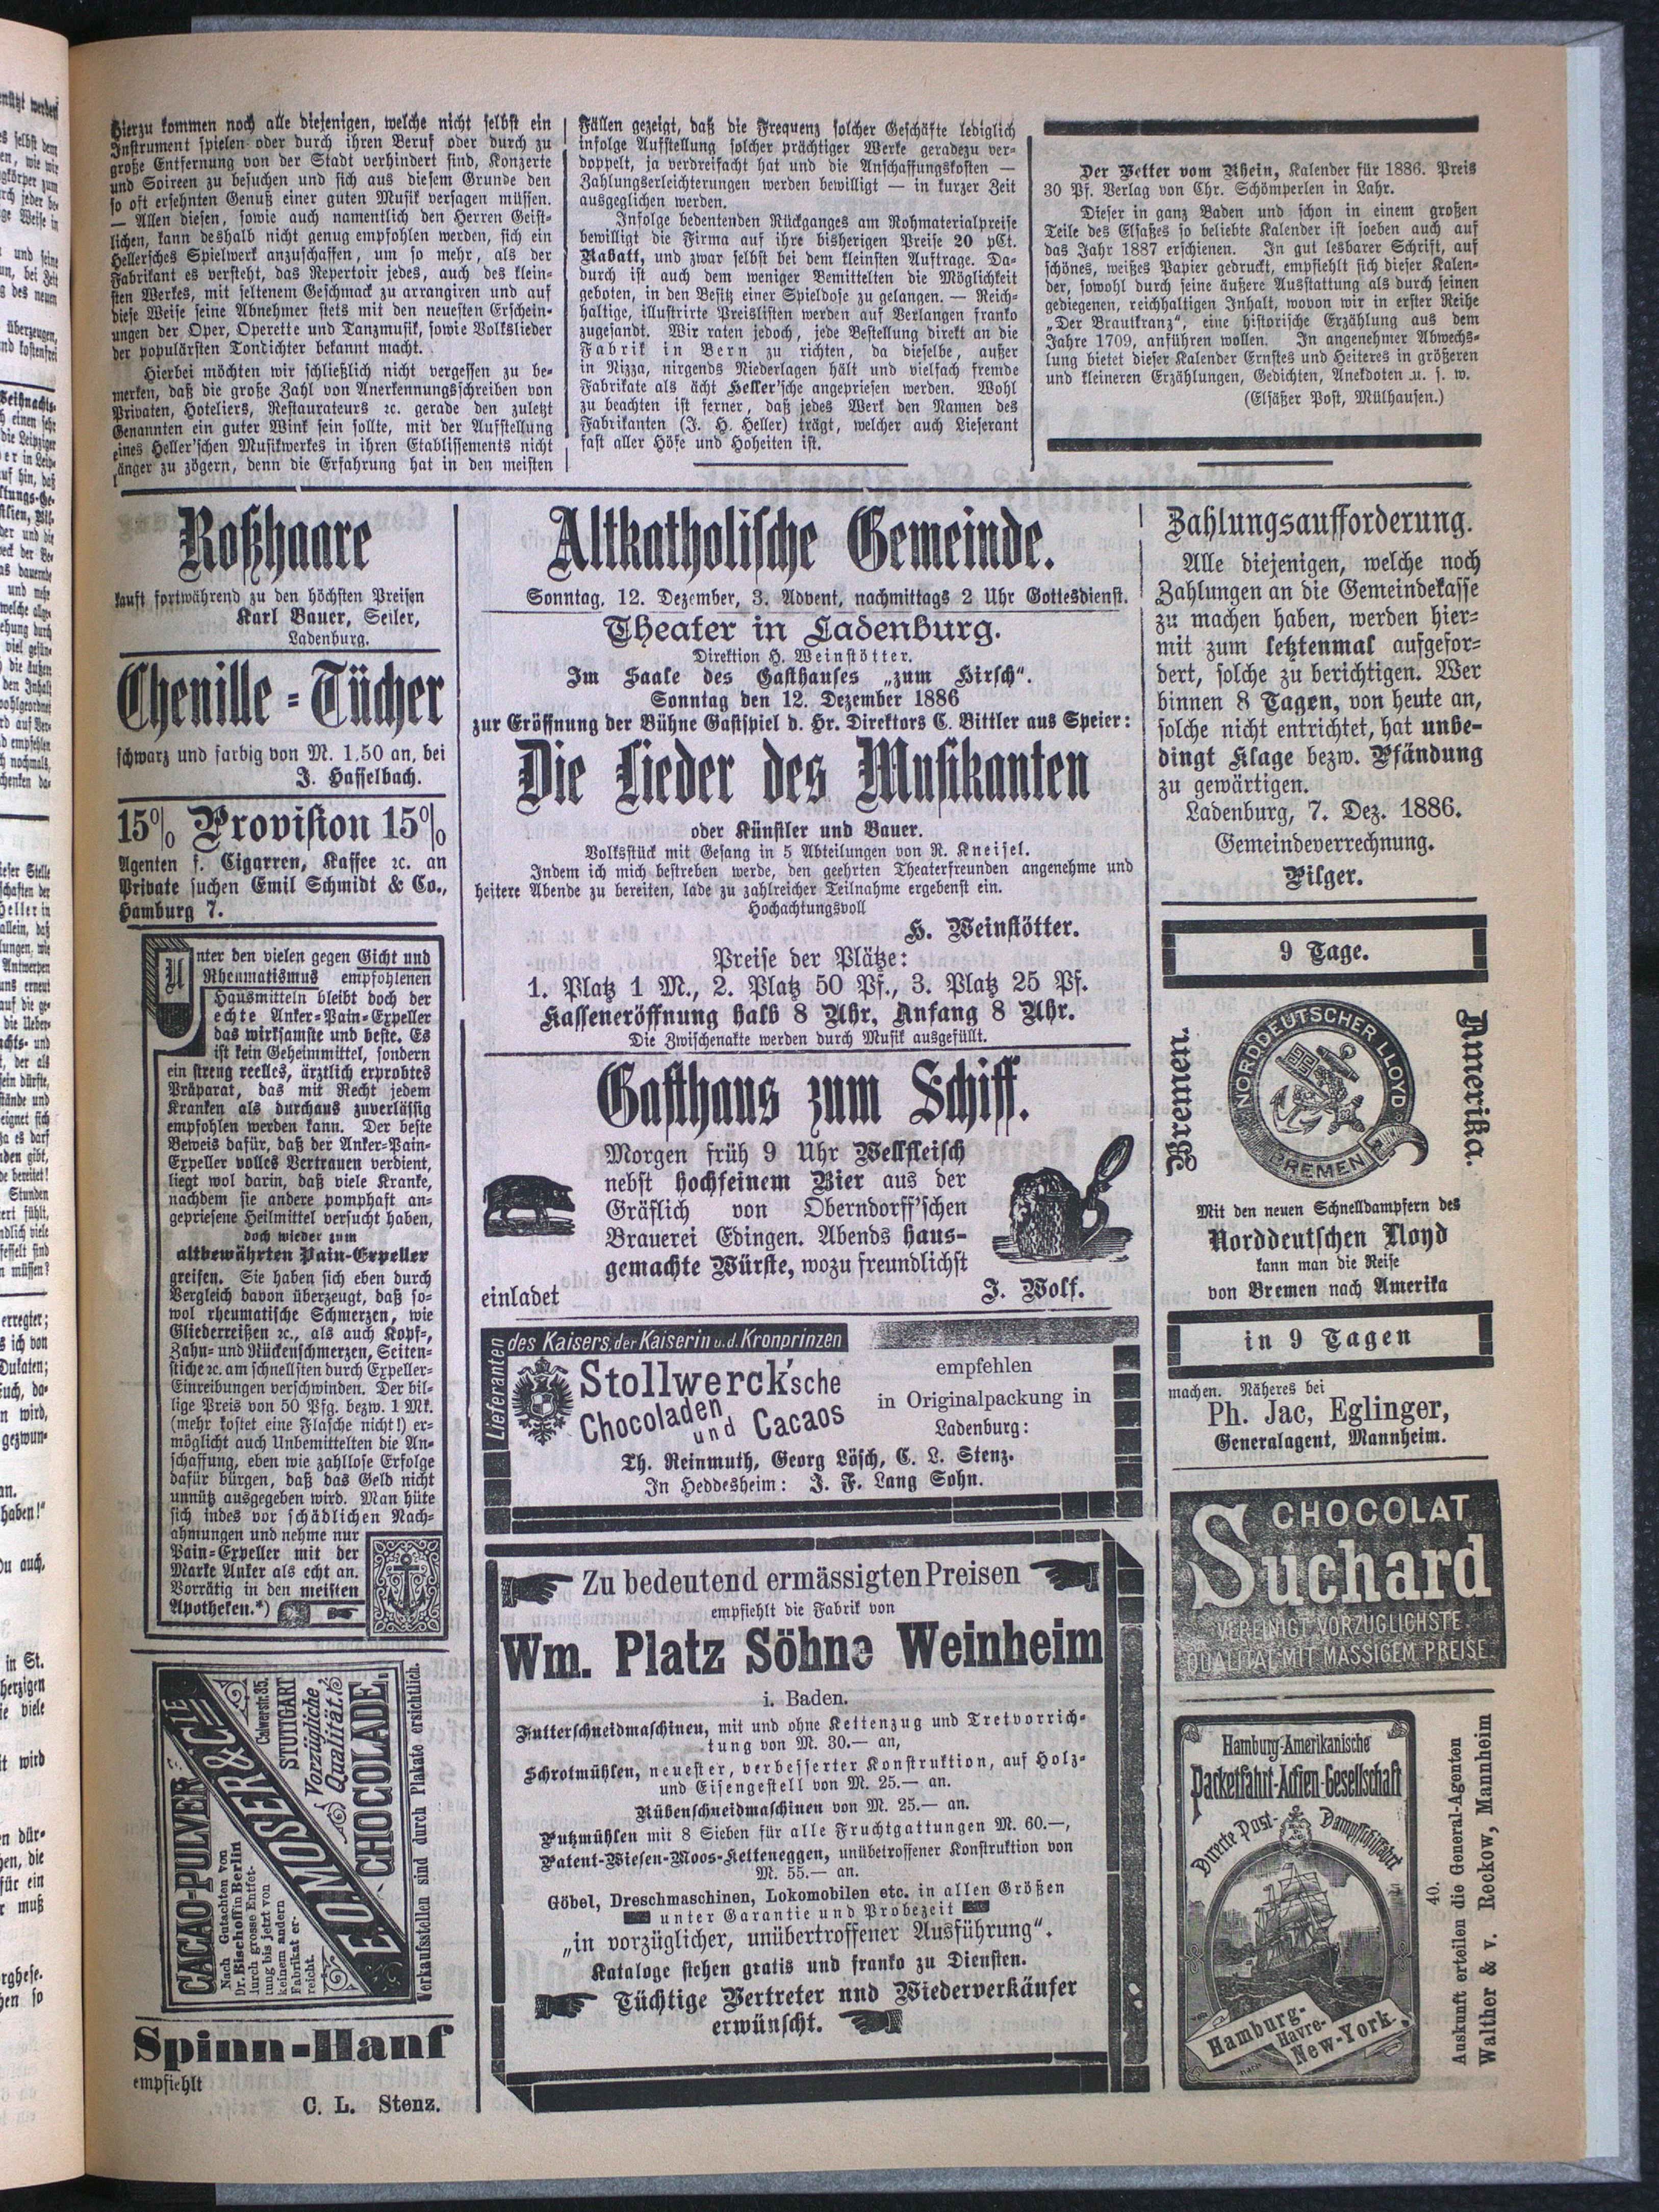 Hierzu kommen noch alle diejenigen, welche nicht selbst ein
Instrument spielen oder durch ihren Beruf oder durch zu
große Entfernung von der Stadt verhindert sind, Konzerte
und Soireen zu besuchen und sich aus diesem Grunde den
so oft ersehnten Genuß einer guten Musik versagen müssen.
— Allen diesen, sowie auch namentlich den Herren Geist-
lichen, kann deshalb nicht genug empfohlen werden, sich ein
Hellersches Spielwerk anzuschaffen, um so mehr, als der
Fabrikant es versteht, das Repertoir jedes, auch des klein-
sten Werkes, mit seltenem Geschmack zu arrangiren und auf
diese Weise seine Abnehmer stets mit den neuesten Erschein-
ungen der Oper, Operette und Tanzmusik, sowie Volkslieder
der populärsten Tondichter bekannt macht.
Hierbei möchten wir schließlich nicht vergessen zu be-
merken, daß die große Zahl von Anerkennungsschreiben von
Privaten, Hoteliers, Restaurateurs ꝛc. gerade den zuletzt
Genannten ein guter Wink sein sollte, mit der Aufstellung
eines Heller'schen Musikwerkes in ihren Etablissements nicht
länger zu zögern, denn die Erfahrung hat in den meisten
Fällen gezeigt, daß die Frequenz solcher Geschäfte lediglich
infolge Aufstellung solcher prächtiger Werke geradezu ver-
doppelt, ja verdreifacht hat und die Anschaffungskosten —
Zahlungserleichterungen werden bewilligt — in kurzer Zeit
ausgeglichen werden.
Infolge bedentenden Rückganges am Rohmaterialpreise
bewilligt die Firma auf ihre bisherigen Preise 20 pCt.
Rabatt, und zwar selbst bei dem kleinsten Auftrage. Da-
durch ist auch dem weniger Bemittelten die Möglichkeit
geboten, in den Besitz einer Spieldose zu gelangen. — Reich-
haltige, illustrirte Preislisten werden auf Verlangen franko
zugesandt. Wir raten jedoch, jede Bestellung direkt an die
Fabrik in Bern zu richten, da dieselbe, außer
in Nizza, nirgends Niederlagen hält und vielfach fremde
Fabrikate als ächt Heller'sche angepriesen werden. Wohl
zu beachten ist ferner, daß jedes Werk den Namen des
Fabrikanten (J. H. Heller) trägt, welcher auch Lieferant
fast aller Höfe und Hoheiten ist.
Der Vetter vom Rhein, Kalender für 1886. Preis
30 Pf. Verlag von Chr. Schömperlen in Lahr.
Dieser in ganz Baden und schon in einem großen
Teile des Elsaßes so beliebte Kalender ist soeben auch auf
das Jahr 1887 erschienen. In gut lesbarer Schrift, auf
schönes, weißes Papier gedruckt, empfiehlt sich dieser Kalen-
der, sowohl durch seine äußere Ausstattung als durch seinen
gediegenen, reichhaltigen Inhalt, wovon wir in erster Reihe
„Der Brautkranz“, eine historische Erzählung aus dem
Jahre 1709, anführen wollen. In angenehmer Abwechs-
lung bietet dieser Kalender Ernstes und Heiteres in größeren
und kleineren Erzählungen, Gedichten, Anekdoten u. s. w.
(Elsäßer Post, Mülhausen.)
Roßhaare
kauft fortwährend zu den höchsten Preisen
Karl Bauer, Seiler,
Ladenburg.
Chenille-Tücher
schwarz und farbig von M. 1.50 an, bei
J. Hasselbach.
15% Provision 15%
Agenten f. Cigarren, Kaffee ꝛc. an
Private suchen Emil Schmidt & Co.,
Hamburg 7.
Unter den vielen gegen Gicht und
Rheumatismus empfohlenen
Hausmitteln bleibt doch der
echte Anker-Pain-Expeller
das wirksamste und beste. Es
ist kein Geheimmittel, sondern
ein streng reelles, ärztlich erprobtes
Präparat, das mit Recht jedem
Kranken als durchaus zuverlässig
empfohlen werden kann. Der beste
Beweis dafür, daß der Anker-Pain-
Expeller volles Vertrauen verdient,
liegt wol darin, daß viele Kranke,
nachdem sie andere pomphaft an-
gepriesene Heilmittel versucht haben,
doch wieder zum
altbewährten Pain-Expeller
greifen. Sie haben sich eben durch
Vergleich davon überzeugt, daß so-
wol rheumatische Schmerzen, wie
Gliederreißen ꝛc., als auch Kopf-,
Zahn- und Rückenschmerzen, Seiten-
stiche ꝛc. am schnellsten durch Expeller-
Einreibungen verschwinden. Der bil-
lige Preis von 50 Pfg. bezw. 1 Mk.
(mehr kostet eine Flasche nicht!) er-
möglicht auch Unbemittelten die An-
schaffung, eben wie zahllose Erfolge
dafür bürgen, daß das Geld nicht
unnütz ausgegeben wird. Man hüte
sich indes vor schädlichen Nach-
ahmungen und nehme nur
Pain-Expeller mit der
Marke Anker als echt an.
Vorrätig in den meisten
Apotheken.*)
CACAO-PULVER
Nach Gutachten von
Dr. Bischoff in Berlin
durch grosse Entfet-
tung bis jetzt von
keinem andern
Fabrikat er-
reicht.
E.O. MOSER & CIE
Calwerstr. 35.
STUTTGART
Vorzügliche
Qualität.
CHOCOLADE
Verkaufsstellen sind durch Plakate ersichtlich.
Spinn-Hanf
empfiehlt
C. L. Stenz.
Altkatholische Gemeinde.
Sonntag, 12. Dezember, 3. Advent, nachmittags 2 Uhr Gottesdienst.
Theater in Ladenburg.
Direktion H. Weinstötter.
Im Saale des Gasthauses „zum Hirsch“.
Sonntag den 12. Dezember 1886
zur Eröffnung der Bühne Gastspiel d. Hr. Direktors C. Bittler aus Speier:
Die Lieder des Musikanten
oder Künstler und Bauer.
Volksstück mit Gesang in 5 Abteilungen von R. Kneisel.
Indem ich mich bestreben werde, den geehrten Theaterfreunden angenehme und
heitere Abende zu bereiten, lade zu zahlreicher Teilnahme ergebenst ein.
Hochachtungsvoll
H. Weinstötter.
Preise der Plätze:
1. Platz 1 M., 2. Platz 50 Pf., 3. Platz 25 Pf.
Kasseneröffnung halb 8 Uhr, Anfang 8 Uhr.
Die Zwischenakte werden durch Musik ausgefüllt.
Gasthaus zum Schiff.
Morgen früh 9 Uhr Wellfleisch
nebst hochfeinem Bier aus der
Gräflich von Oberndorff'schen
Brauerei Edingen. Abends haus-
gemachte Würste, wozu freundlichst
einladet J. Wolf.
Lieferanten des Kaisers, der Kaiserin u. d. Kronprinzen
Stollwerck'sche
Chocoladen
und Cacaos
empfehlen
in Originalpackung in
Ladenburg:
Th. Reinmuth, Georg Lösch, C. L. Stenz.
In Heddesheim: J. F. Lang Sohn.
Zu bedeutend ermässigten Preisen
empfiehlt die Fabrik von
Wm. Platz Söhne Weinheim
i. Baden.
Futterschneidmaschinen, mit und ohne Kettenzug und Tretvorrich-
tung von M. 30.— an,
Schrotmühlen, neuester, verbesserter Konstruktion, auf Holz-
und Eisengestell von M. 25.— an.
Rübenschneidmaschinen von M. 25.— an.
Putzmühlen mit 8 Sieben für alle Fruchtgattungen M. 60.—,
Patent-Wiesen-Moos-Ketteneggen, unübetroffener Konstruktion von
M. 55.— an.
Göbel, Dreschmaschinen, Lokomobilen etc. in allen Größen
unter Garantie und Probezeit
„in vorzüglicher, unübertroffener Ausführung“.
Kataloge stehen gratis und franko zu Diensten.
Tüchtige Vertreter und Wiederverkäufer
erwünscht.
Zahlungsaufforderung.
Alle diejenigen, welche noch
Zahlungen an die Gemeindekasse
zu machen haben, werden hier-
mit zum letztenmal aufgefor-
dert, solche zu berichtigen. Wer
binnen 8 Tagen, von heute an,
solche nicht entrichtet, hat unbe-
dingt Klage bezw. Pfändung
zu gewärtigen.
Ladenburg, 7. Dez. 1886.
Gemeindeverrechnung.
Pilger.
9 Tage.
Bremen.
NORDDEUTSCHER LLOYD
BREMEN
Amerika.
Mit den neuen Schnelldampfern des
Norddeutschen Lloyd
kann man die Reise
von Bremen nach Amerika
in 9 Tagen
machen. Näheres bei
Ph. Jac, Eglinger,
Generalagent, Mannheim.
CHOCOLAT
Suchard
VEREINIGT VORZÜGLICHSTE
QUALITÄT MIT MÄSSIGEM PREISE
Hamburg-Amerikanische
Packetfahrt-Actien-Gesellschaft
Directe Post-Dampfschiffahrt
von
Hamburg-
Havre-
nach
New-York.
40.
Auskunft erteilen die General-Agenten
Walther & v. Reckow, Mannheim